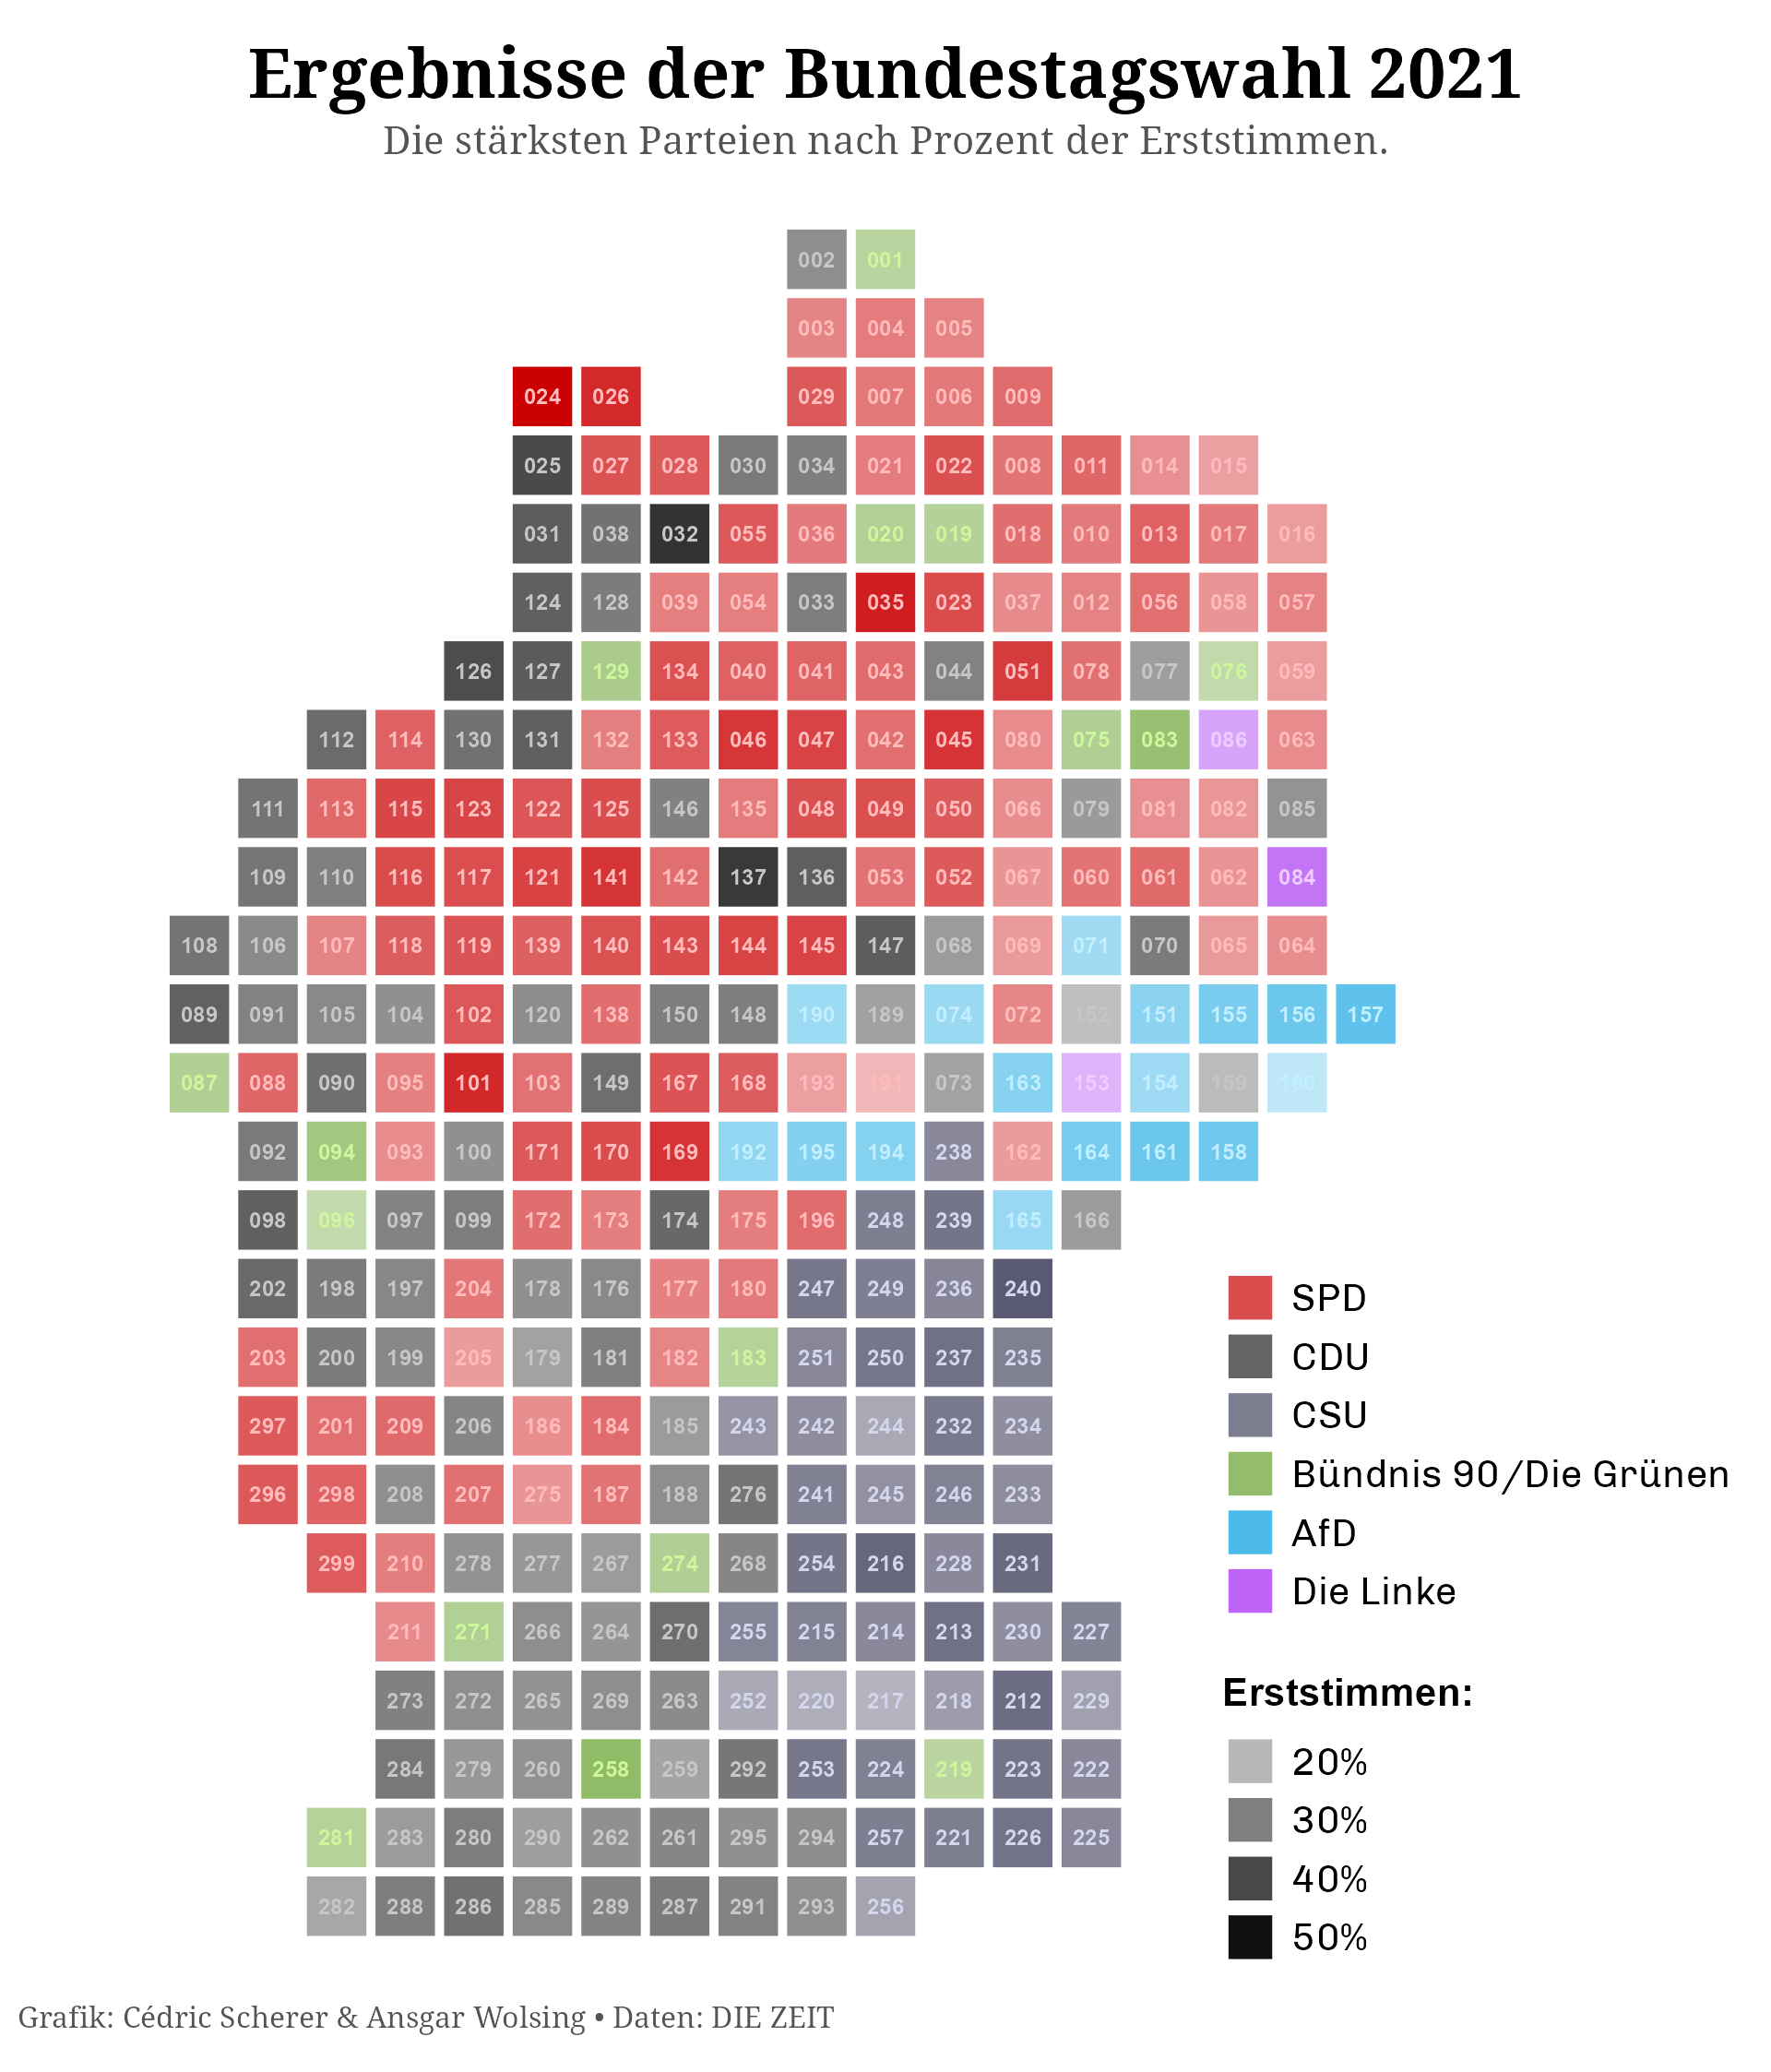 Ergebnisse der Bundestagswahl 2021
Die stärksten Parteien nach Prozent der Erststimmen.
002 001
003 004 005
024 026 029 007 006 009
025 027 028 030 034 021 022 008 011 014 015
031 038 032 055 036 020 019 018 010 013 017 016
124 128 039 054 033 035 023 037 012 056 058 057
126 127 129 134 040 041 043 044 051 078 077 076 059
112 114 130 131 132 133 046 047 042 045 080 075 083 086 063
111 113 115 123 122 125 146 135 048 049 050 066 079 081 082 085
109 110 116 117 121 141 142 137 136 053 052 067 060 061 062 084
108 106 107 118 119 139 140 143 144 145 147 068 069 071 070 065 064
089 091 105 104 102 120 138 150 148 190 189 074 072 152 151 155 156 157
087 088 090 095 101 103 149 167 168 193 191 073 163 153 154 159 160
092 094 093 100 171 170 169 192 195 194 238 162 164 161 158
098 096 097 099 172 173 174 175 196 248 239 165 166
202 198 197 204 178 176 177 180 247 249 236 240
203 200 199 205 179 181 182 183 251 250 237 235
297 201 209 206 186 184 185 243 242 244 232 234
296 298 208 207 275 187 188 276 241 245 246 233
299 210 278 277 267 274 268 254 216 228 231
211 271 266 264 270 255 215 214 213 230 227
273 272 265 269 263 252 220 217 218 212 229
284 279 260 258 259 292 253 224 219 223 222
281 283 280 290 262 261 295 294 257 221 226 225
282 288 286 285 289 287 291 293 256
SPD
CDU
CSU
Bündnis 90/Die Grünen
AfD
Die Linke
Erststimmen:
20%
30%
40%
50%
Grafik: Cédric Scherer & Ansgar Wolsing • Daten: DIE ZEIT